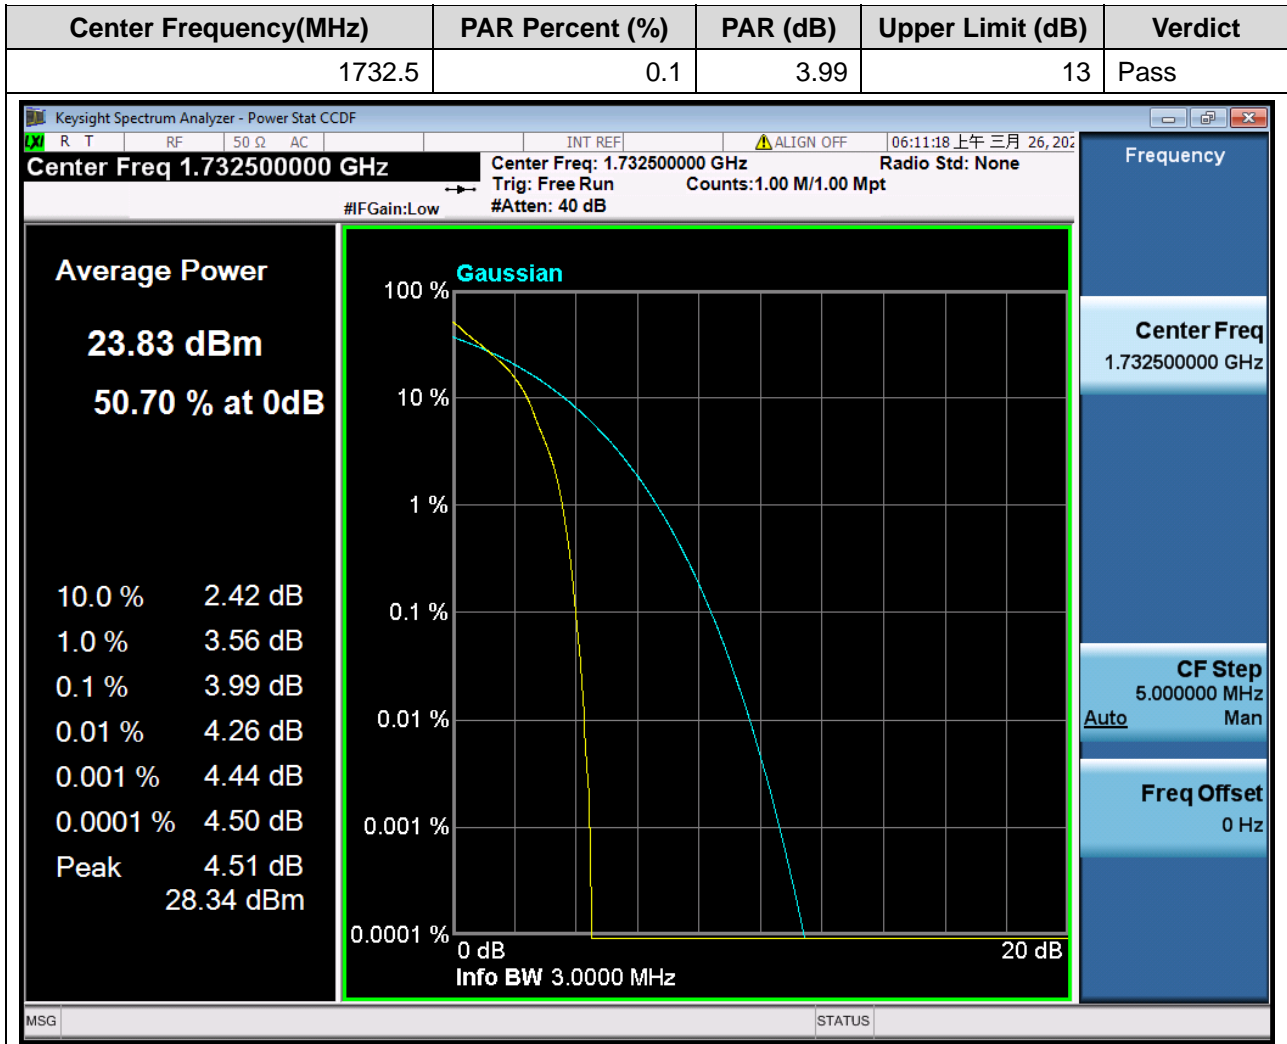 Center Frequency(MHz) PAR Percent (%) PAR (dB) Upper Limit (dB) Verdict
1732.5 0.1 3.99 13 Pass
Keysight Spectrum Analyzer - Power Stat CCDF
LXI R T RF 50 Ω AC INT REF ALIGN OFF 06:11:18 上午 三月 26, 202
Center Freq 1.732500000 GHz
Center Freq: 1.732500000 GHz Radio Std: None
Trig: Free Run Counts:1.00 M/1.00 Mpt
#IFGain:Low #Atten: 40 dB
Average Power
23.83 dBm
50.70 % at 0dB
10.0 % 2.42 dB
1.0 % 3.56 dB
0.1 % 3.99 dB
0.01 % 4.26 dB
0.001 % 4.44 dB
0.0001 % 4.50 dB
Peak 4.51 dB
28.34 dBm
Gaussian
100 %
10 %
1 %
0.1 %
0.01 %
0.001 %
0.0001 %
0 dB 20 dB
Info BW 3.0000 MHz
Frequency
Center Freq
1.732500000 GHz
CF Step
5.000000 MHz
Auto Man
Freq Offset
0 Hz
MSG STATUS